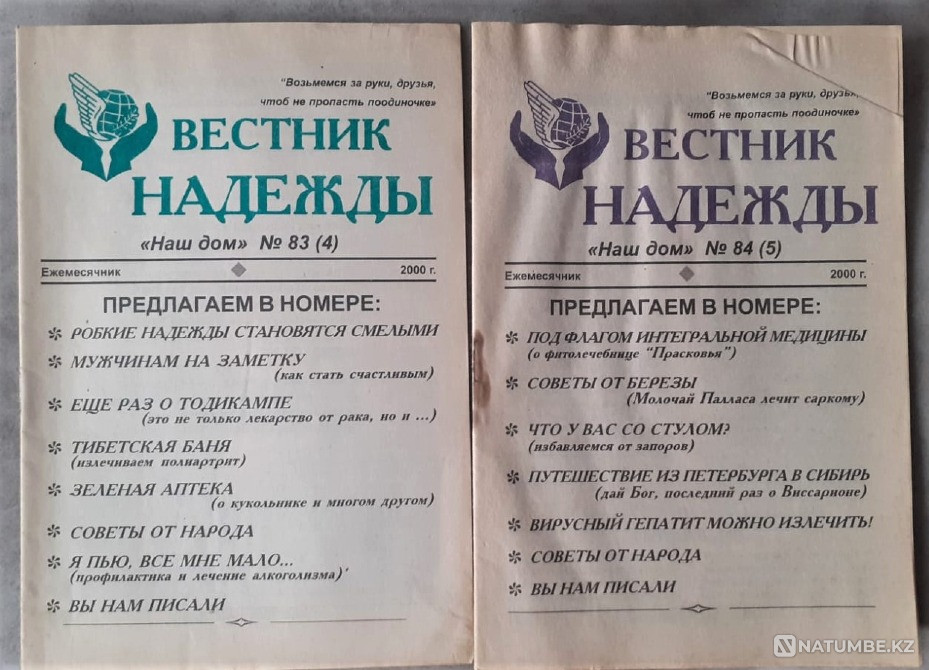 "Возьмемся за руки, друзья,
чтоб не пропасть поодиночке»
ВЕСТНИК
НАДЕЖДЫ
«Наш дом» № 83 (4)
Ежемесячник 2000 г.
ПРЕДЛАГАЕМ В НОМЕРЕ:
РОБКИЕ НАДЕЖДЫ СТАНОВЯТСЯ СМЕЛЫМИ
МУЖЧИНАМ НА ЗАМЕТКУ
(как стать счастливым)
ЕЩЕ РАЗ О ТОДИКАМПЕ
(это не только лекарство от рака, но и ...)
ТИБЕТСКАЯ БАНЯ
(излечиваем полиартрит)
ЗЕЛЕНАЯ АПТЕКА
(о кукольнике и многом другом)
СОВЕТЫ ОТ НАРОДА
Я ПЬЮ, ВСЕ МНЕ МАЛО...
(профилактика и лечение алкоголизма)
ВЫ НАМ ПИСАЛИ
"Возьмемся за руки, друзья,
чтоб не пропасть поодиночке»
ВЕСТНИК
НАДЕЖДЫ
«Наш дом» № 84 (5)
Ежемесячник 2000 г.
ПРЕДЛАГАЕМ В НОМЕРЕ:
ПОД ФЛАГОМ ИНТЕГРАЛЬНОЙ МЕДИЦИНЫ
(о фитолечебнице "Прасковья")
СОВЕТЫ ОТ БЕРЕЗЫ
(Молочай Палласа лечит саркому)
ЧТО У ВАС СО СТУЛОМ?
(избавляемся от запоров)
ПУТЕШЕСТВИЕ ИЗ ПЕТЕРБУРГА В СИБИРЬ
(дай Бог, последний раз о Виссарионе)
ВИРУСНЫЙ ГЕПАТИТ МОЖНО ИЗЛЕЧИТЬ!
СОВЕТЫ ОТ НАРОДА
ВЫ НАМ ПИСАЛИ
NATUMBE.KZ